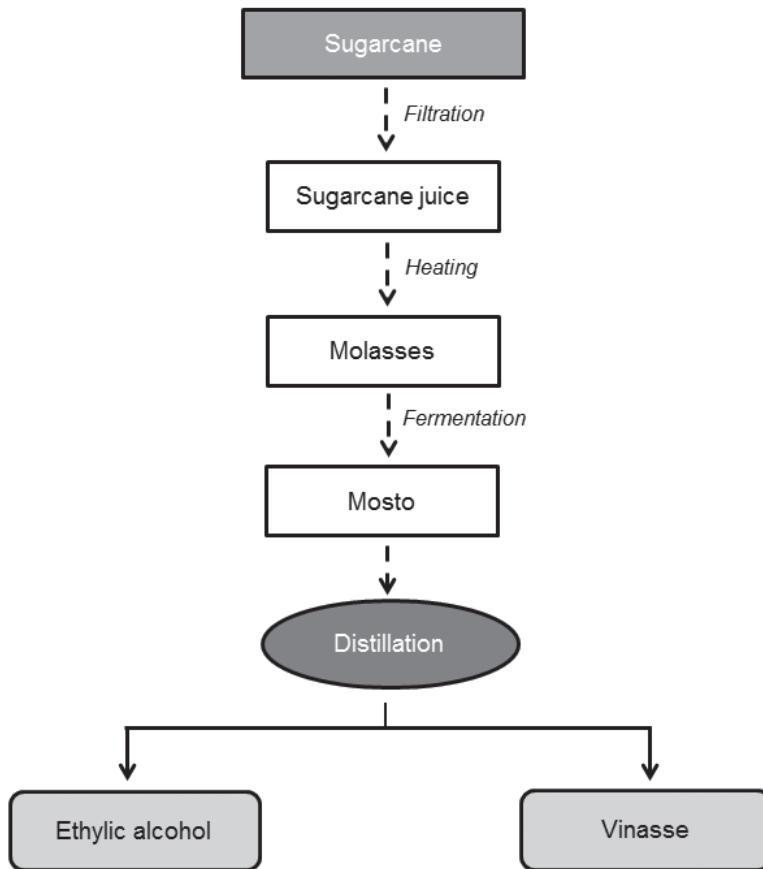 Sugarcane
Filtration
Sugarcane juice
Heating
Molasses
Fermentation
Mosto
Distillation
Ethylic alcohol
Vinasse